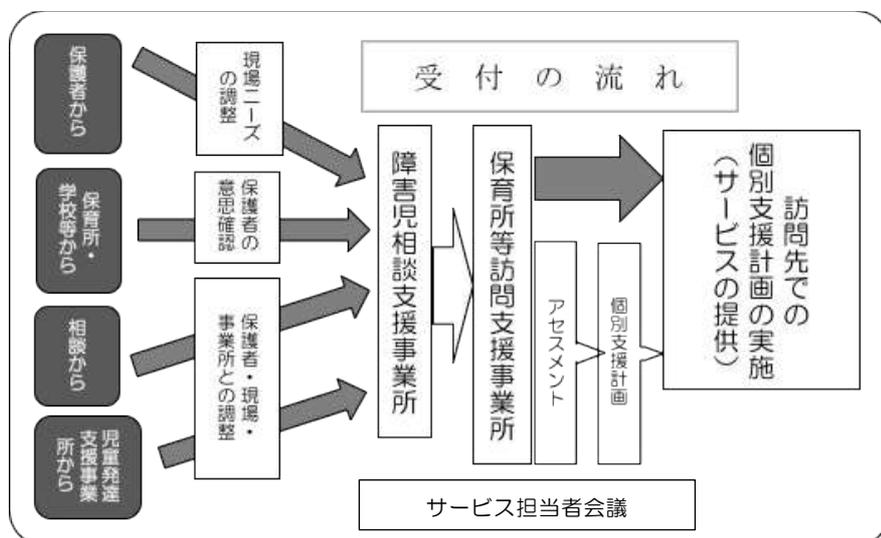 受付の流れ
保護者から
保育所・
学校等から
相談から
児童発達
支援事業
所から
現場ニーズ
の調整
保護者の
意思確認
保護者・現場・
事業所との調整
障害児相談支援事業所
保育所等訪問支援事業所
アセスメント
個別支援計画
訪問先での
個別支援計画の実施
（サービスの提供）
サービス担当者会議